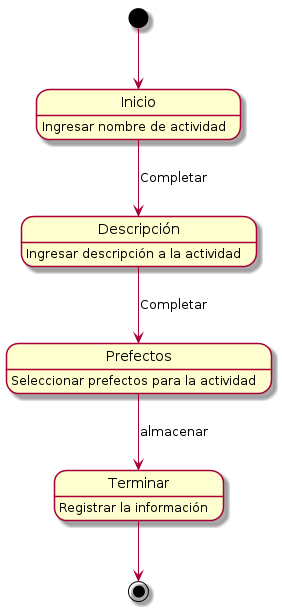 Inicio
Ingresar nombre de actividad
Completar
Descripción
Ingresar descripción a la actividad
Completar
Prefectos
Seleccionar prefectos para la actividad
almacenar
Terminar
Registrar la información